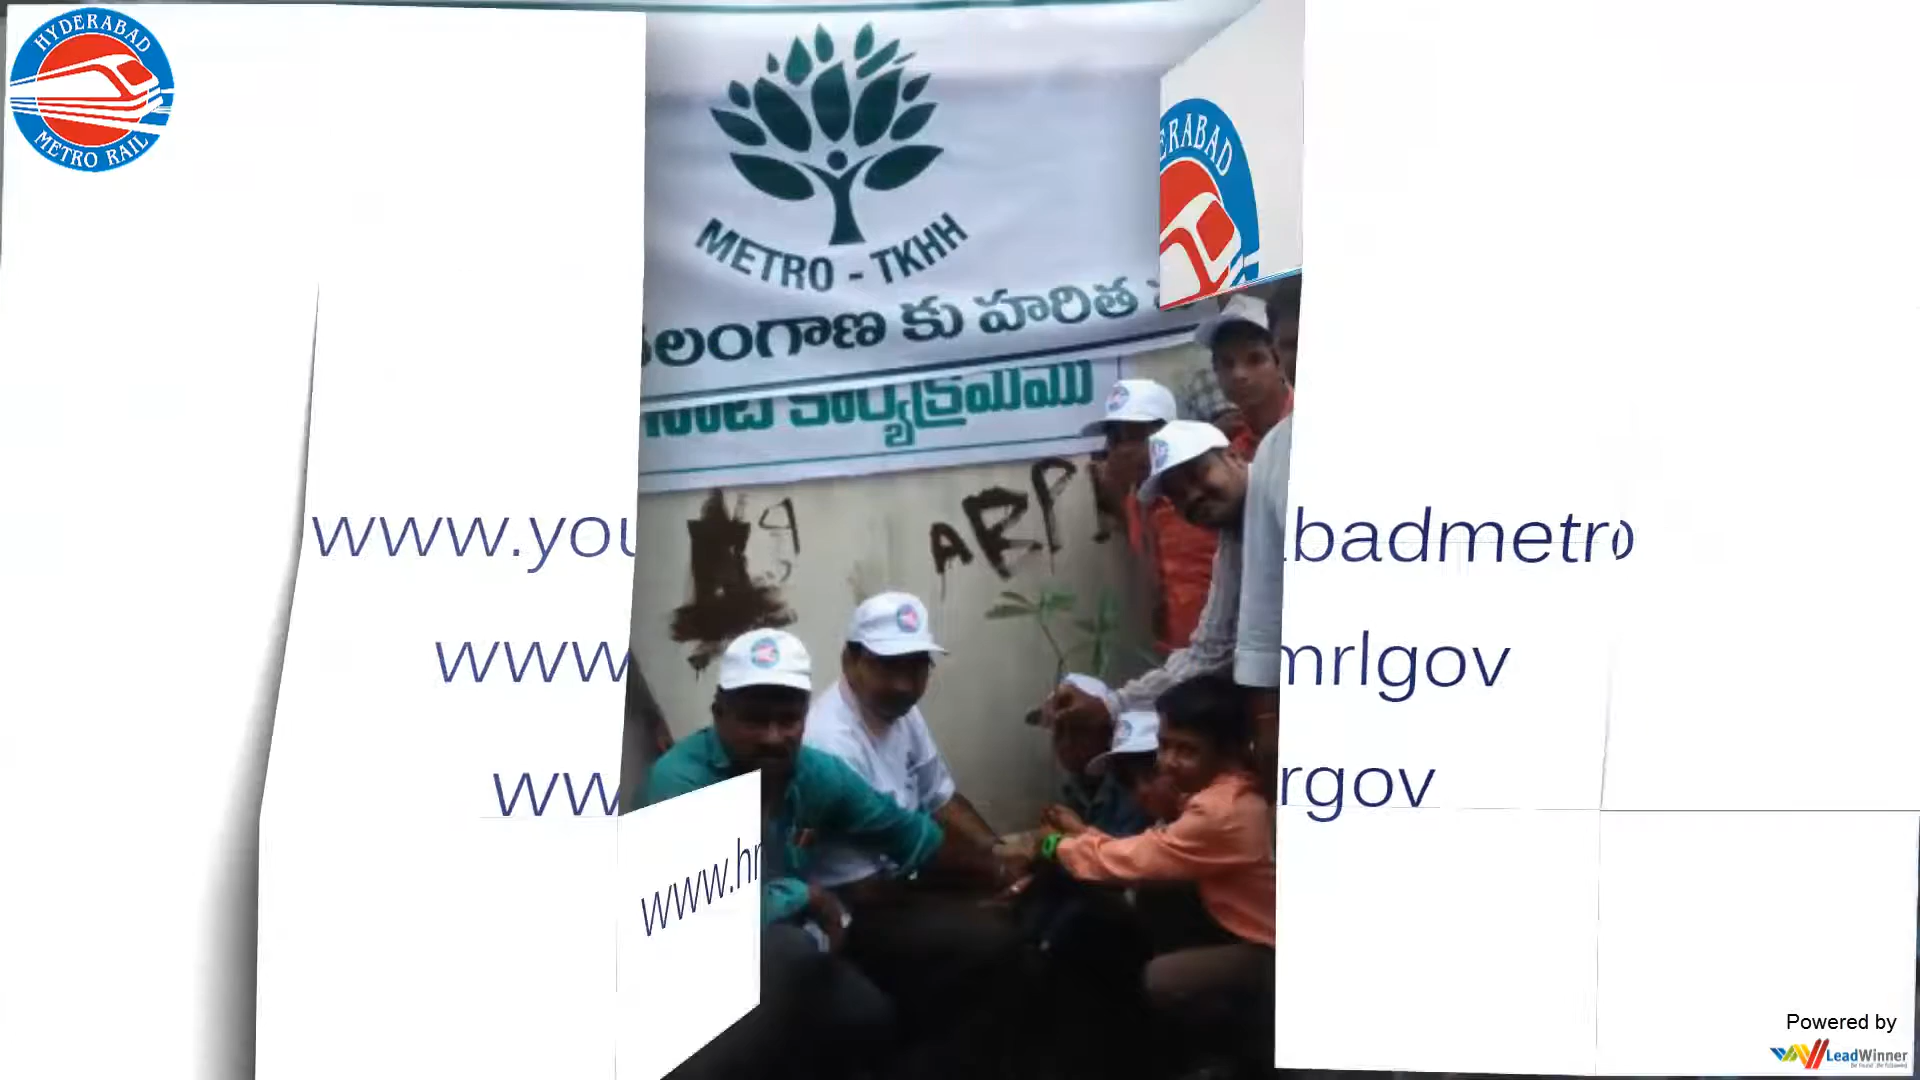 HYDERABAD
METRO RAIL
METRO - TKHH
ERABAD
కు హరిత
కార్యక్రమము
ARP
www.you
badmetro
www
mrlgov
ww
rgov
www.h
Powered by
LeadWinner